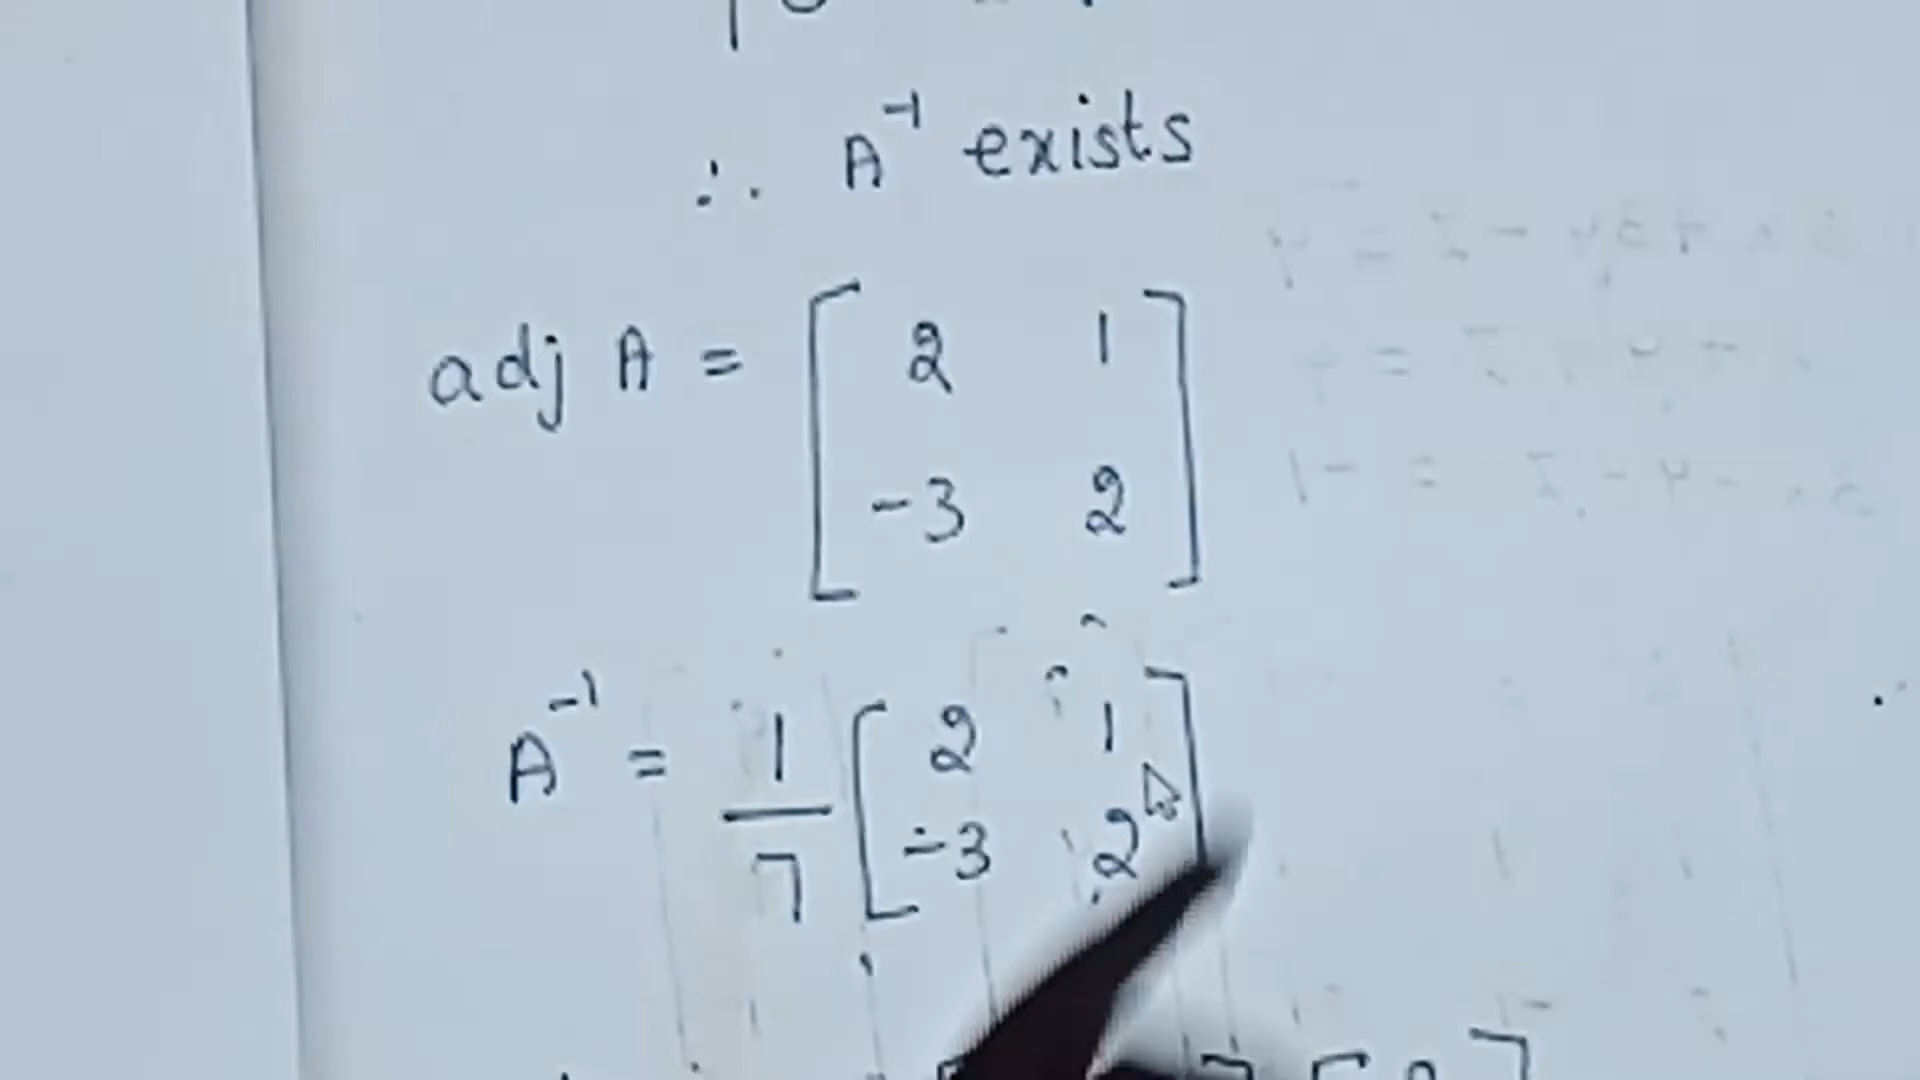 ∴ A⁻¹ exists
adj A = [ 2 1
-3 2 ]
A⁻¹ = 1/7 [ 2 1
-3 2 ]